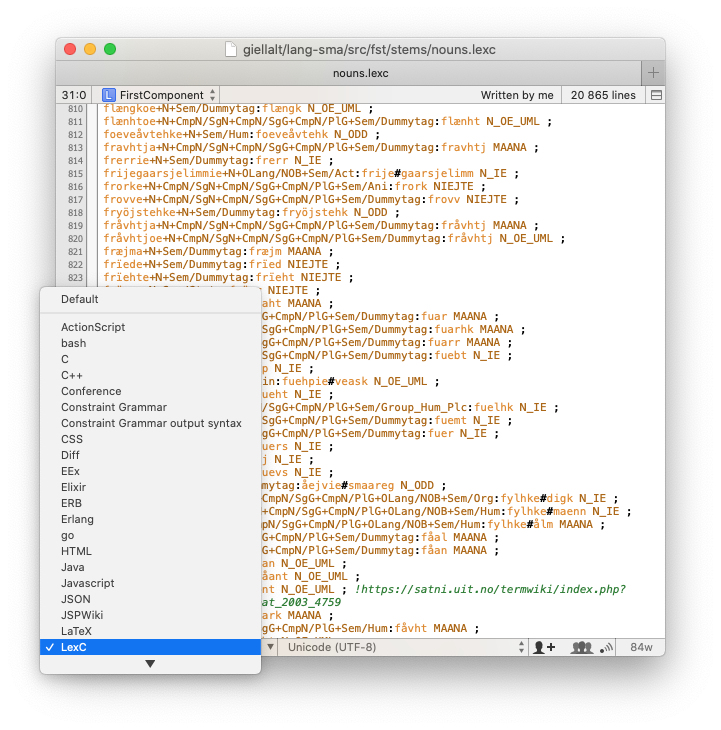 giellalt/lang-sma/src/fst/stems/nouns.lexc
nouns.lexc
31:0 L FirstComponent Written by me 20 865 lines
810 flængkoe+N+Sem/Dummytag:flængk N_OE_UML ;
811 flænhtoe+N+CmpN/SgN+CmpN/SgG+CmpN/PlG+Sem/Dummytag:flænht N_OE_UML ;
812 foeveåvtehke+N+Sem/Hum:foeveåvtehk N_ODD ;
813 fravhtja+N+CmpN/SgN+CmpN/SgG+CmpN/PlG+Sem/Dummytag:fravhtj MAANA ;
814 frerrie+N+Sem/Dummytag:frerr N_IE ;
815 frijegaarsjelimmie+N+OLang/NOB+Sem/Act:frije#gaarsjelimm N_IE ;
816 frorke+N+CmpN/SgN+CmpN/SgG+CmpN/PlG+Sem/Ani:frork NIEJTE ;
817 frovve+N+CmpN/SgN+CmpN/SgG+CmpN/PlG+Sem/Dummytag:frovv NIEJTE ;
818 fryöjstehke+N+Sem/Dummytag:fryöjstehk N_ODD ;
819 fråvhtja+N+CmpN/SgN+CmpN/SgG+CmpN/PlG+Sem/Dummytag:fråvhtj MAANA ;
820 fråvhtjoe+N+CmpN/SgN+CmpN/SgG+CmpN/PlG+Sem/Dummytag:fråvhtj N_OE_UML ;
821 fræjma+N+Sem/Dummytag:fræjm MAANA ;
822 frïede+N+Sem/Dummytag:frïed NIEJTE ;
823 frïehte+N+Sem/Dummytag:frïeht NIEJTE ;
NIEJTE ;
aht MAANA ;
G+CmpN/PlG+Sem/Dummytag:fuar MAANA ;
/SgG+CmpN/PlG+Sem/Dummytag:fuarhk MAANA ;
SgG+CmpN/PlG+Sem/Dummytag:fuarr MAANA ;
SgG+CmpN/PlG+Sem/Dummytag:fuebt N_IE ;
p N_IE ;
in:fuehpie#veask N_OE_UML ;
ueht N_IE ;
/SgG+CmpN/PlG+Sem/Group_Hum_Plc:fuelhk N_IE ;
SgG+CmpN/PlG+Sem/Dummytag:fuemt N_IE ;
gG+CmpN/PlG+Sem/Dummytag:fuer N_IE ;
uers N_IE ;
j N_IE ;
uevs N_IE ;
mytag:åejvie#smaareg N_ODD ;
CmpN/SgG+CmpN/PlG+OLang/NOB+Sem/Org:fylhke#digk N_IE ;
+CmpN/SgG+CmpN/PlG+OLang/NOB+Sem/Hum:fylhke#maenn N_IE ;
mpN/SgG+CmpN/PlG+OLang/NOB+Sem/Hum:fylhke#ålm MAANA ;
G+CmpN/PlG+Sem/Dummytag:fåal MAANA ;
G+CmpN/PlG+Sem/Dummytag:fåan MAANA ;
an N_OE_UML ;
åant N_OE_UML ;
nt N_OE_UML ; !https://satni.uit.no/termwiki/index.php?
at_2003_4759
ark MAANA ;
gG+CmpN/PlG+Sem/Hum:fåvht MAANA ;
Default
ActionScript
bash
C
C++
Conference
Constraint Grammar
Constraint Grammar output syntax
CSS
Diff
EEx
Elixir
ERB
Erlang
go
HTML
Java
Javascript
JSON
JSPWiki
LaTeX
✓ LexC
Unicode (UTF-8) 84w